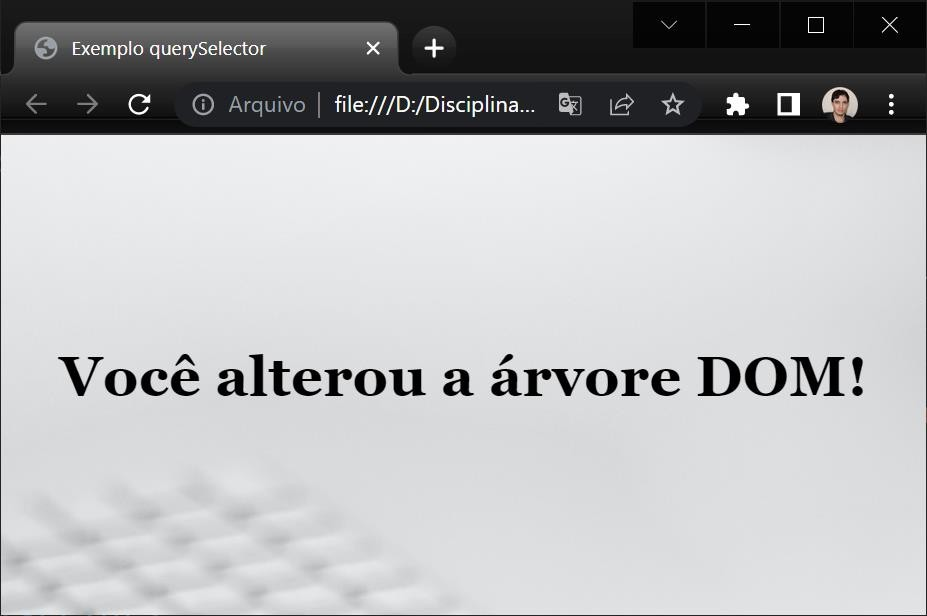 Exemplo querySelector
Arquivo | file:///D:/Disciplina...
Você alterou a árvore DOM!